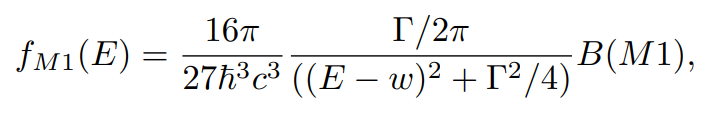 f_{M1}(E) = \frac{16\pi}{27\hbar^3 c^3} \frac{\Gamma/2\pi}{((E - w)^2 + \Gamma^2/4)} B(M1),